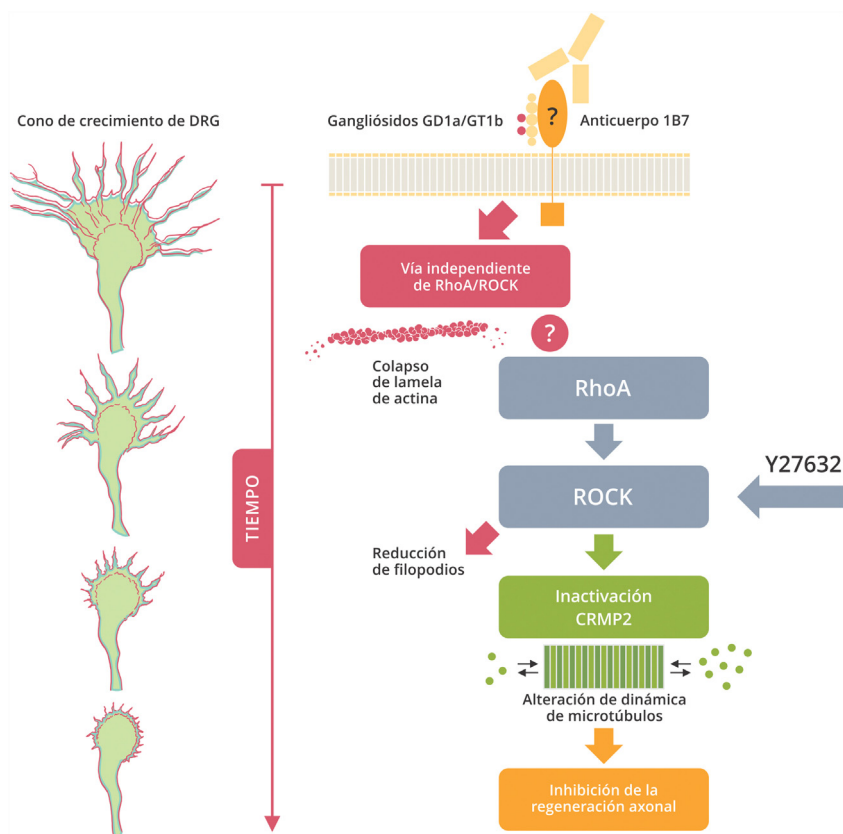 Cono de crecimiento de DRG
Gangliósidos GD1a/GT1b
?
Anticuerpo 1B7
Vía independiente
de RhoA/ROCK
?
Colapso
de lamela
de actina
RhoA
TIEMPO
Y27632
ROCK
Reducción
de filopodios
Inactivación
CRMP2
Alteración de dinámica
de microtúbulos
Inhibición de la
regeneración axonal